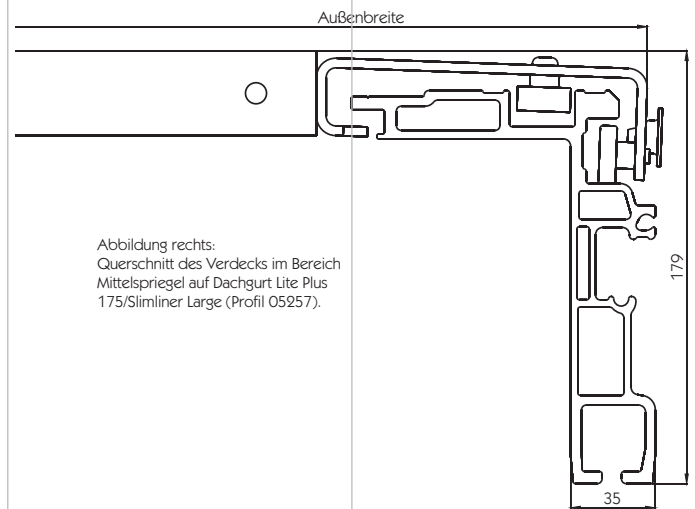 Außenbreite
Abbildung rechts:
Querschnitt des Verdecks im Bereich
Mittelspriegel auf Dachgurt Lite Plus
175/Slimliner Large (Profil 05257).
179
35